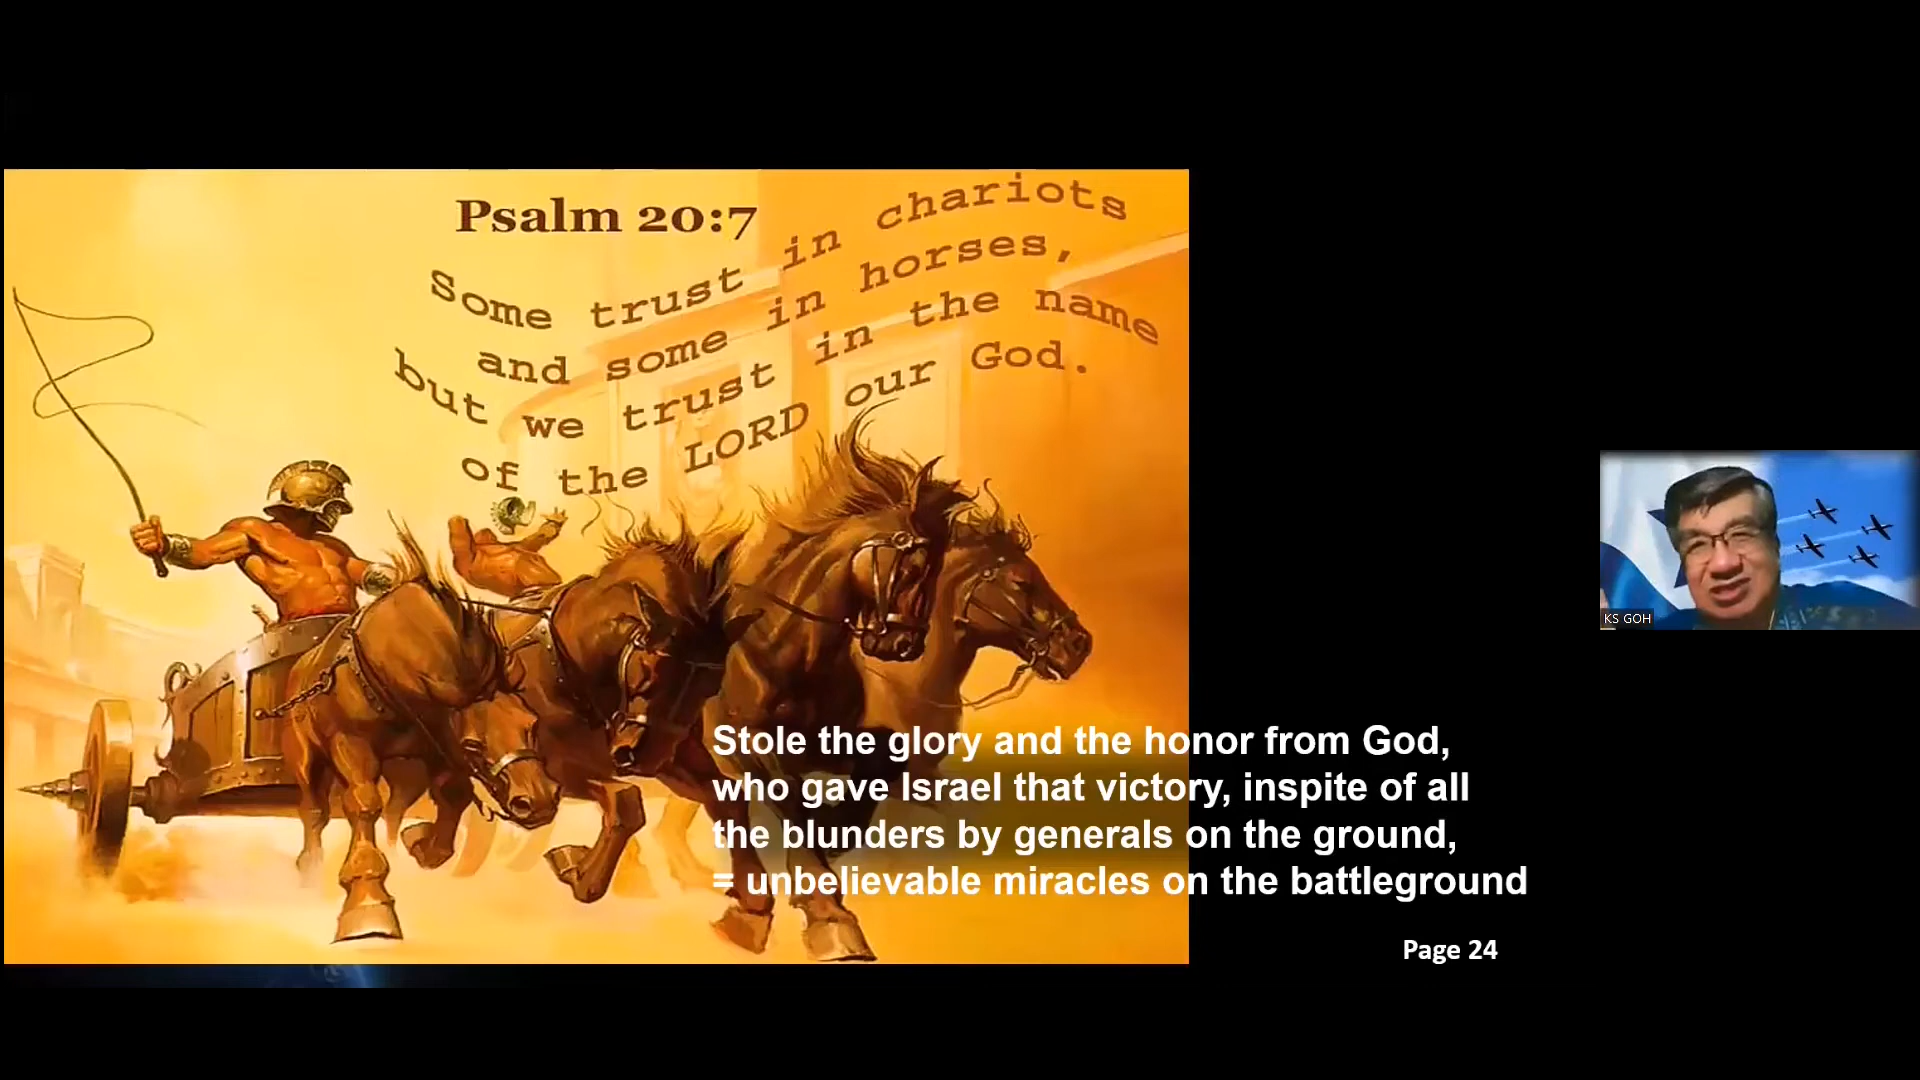 Psalm 20:7
Some trust in chariots
and some in horses,
but we trust in the name
of the LORD our God.
Stole the glory and the honor from God,
who gave Israel that victory, inspite of all
the blunders by generals on the ground,
= unbelievable miracles on the battleground
Page 24
KS GOH